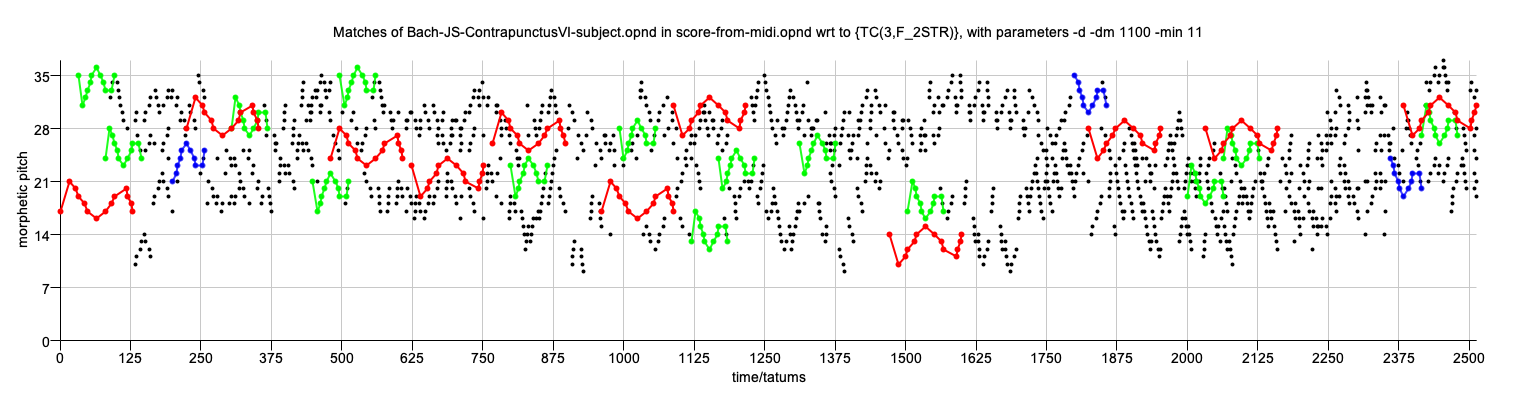 Matches of Bach-JS-ContrapunctusVI-subject.opnd in score-from-midi.opnd wrt to {TC(3,F_2STR)}, with parameters -d -dm 1100 -min 11
morphetic pitch
35
28
21
14
7
0
0 125 250 375 500 625 750 875 1000 1125 1250 1375 1500 1625 1750 1875 2000 2125 2250 2375 2500
time/tatums